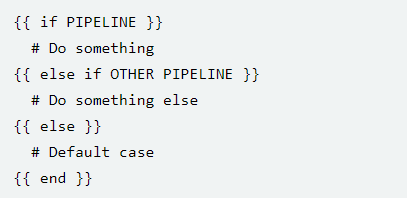 {{ if PIPELINE }}
  # Do something
{{ else if OTHER PIPELINE }}
  # Do something else
{{ else }}
  # Default case
{{ end }}